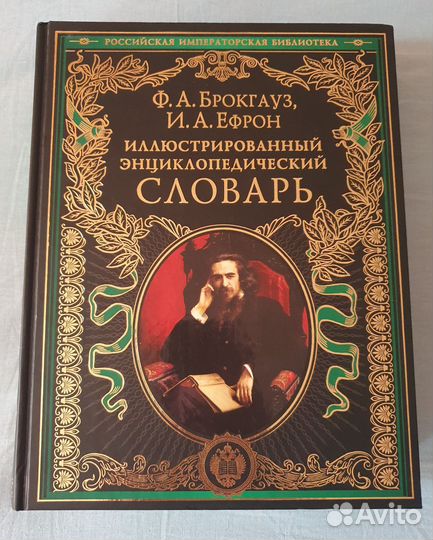 РОССИЙСКАЯ ИМПЕРАТОРСКАЯ БИБЛИОТЕКА
Ф. А. БРОКГАУЗ,
И. А. ЕФРОН
ИЛЛЮСТРИРОВАННЫЙ
ЭНЦИКЛОПЕДИЧЕСКИЙ
СЛОВАРЬ
Avito